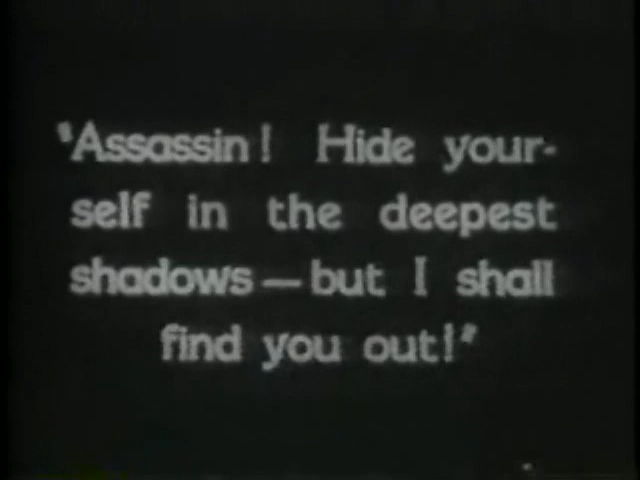 "Assassin! Hide your-
self in the deepest
shadows—but I shall
find you out!"